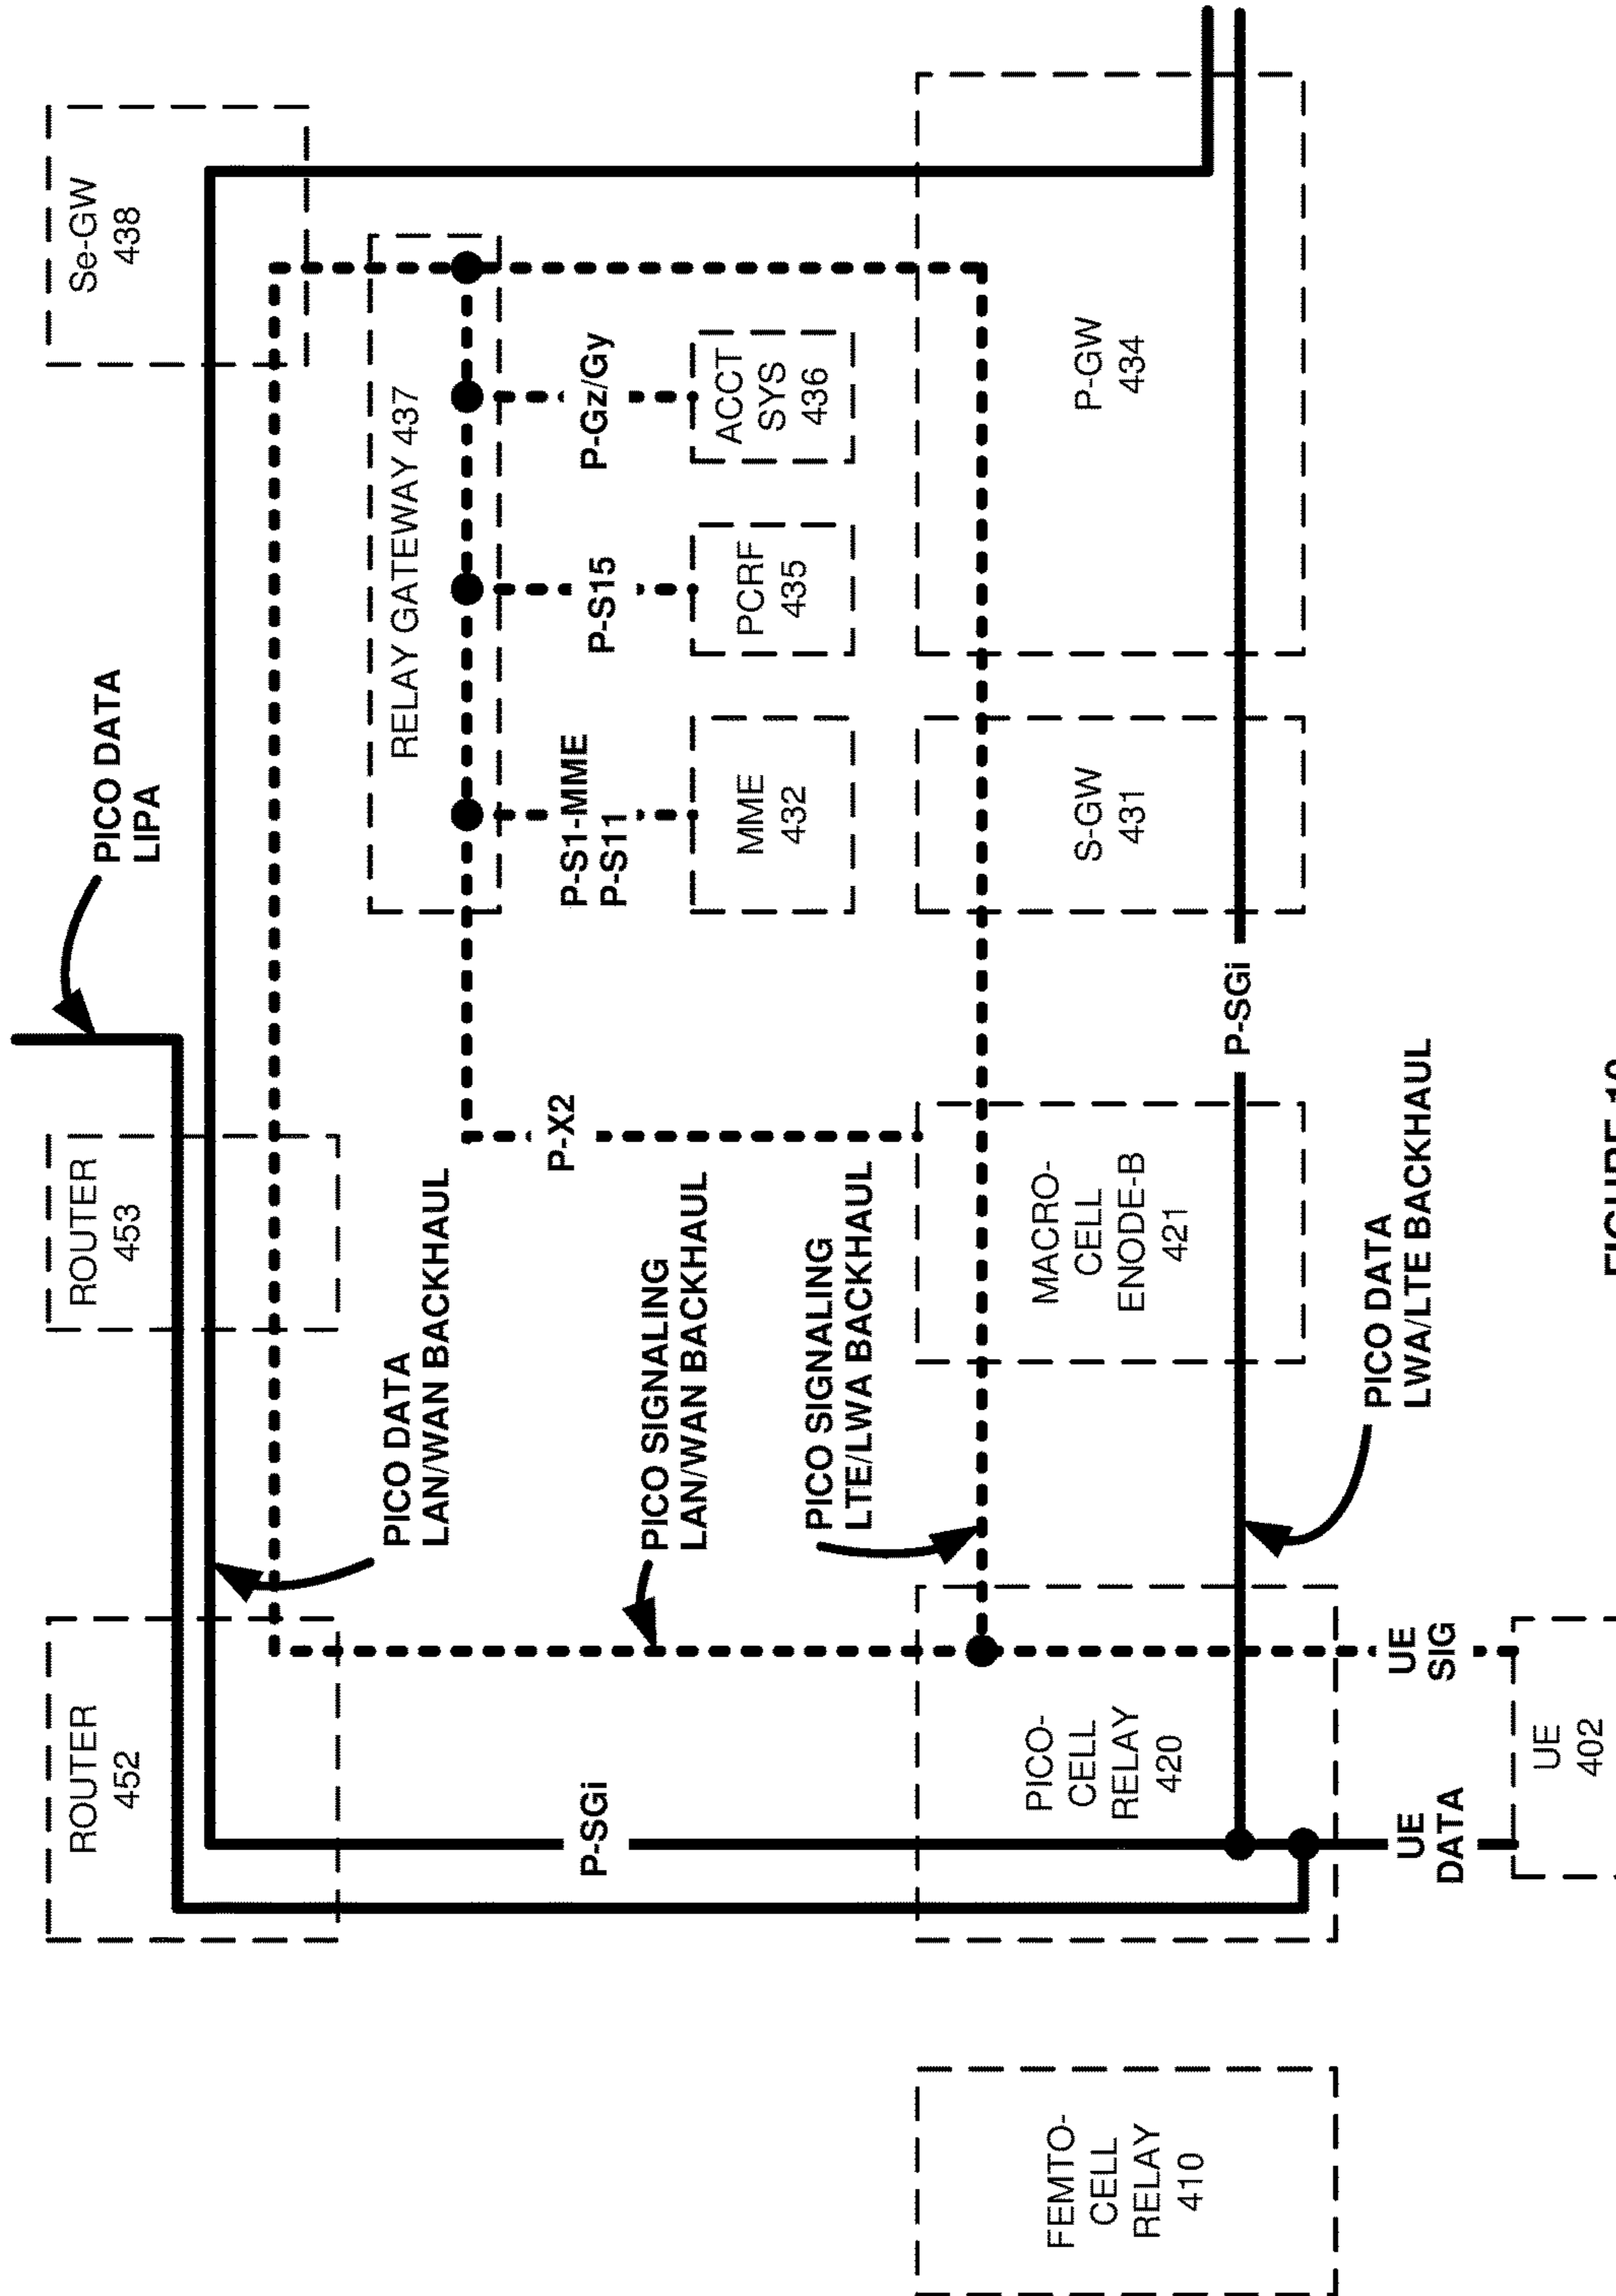 ROUTER
452
ROUTER
453
PICO DATA
LIPA
Se-GW
438
PICO DATA
LAN/WAN BACKHAUL
RELAY GATEWAY 437
P-SGi
P-X2
P-S1-MME
P-S11
P-S15
P-Gz/Gy
PICO SIGNALING
LAN/WAN BACKHAUL
MME
432
PCRF
435
ACCT
SYS
436
PICO SIGNALING
LTE/LWA BACKHAUL
FEMTO-
CELL
RELAY
410
PICO-
CELL
RELAY
420
MACRO-
CELL
ENODE-B
421
S-GW
431
P-GW
434
P-SGi
UE
DATA
UE
SIG
PICO DATA
LWA/LTE BACKHAUL
UE
402
FIGURE